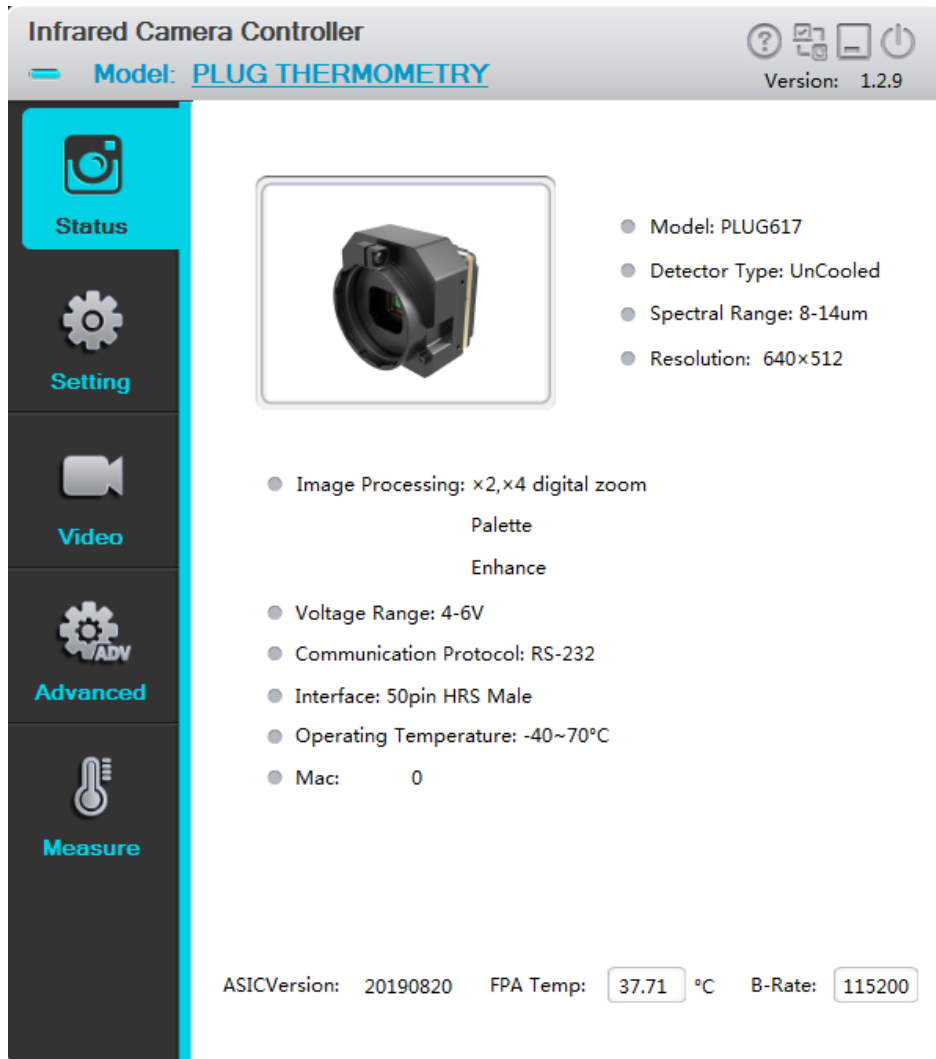 Infrared Camera Controller
Model: PLUG THERMOMETRY
Version: 1.2.9
Status
Setting
Video
ADV
Advanced
Measure
Model: PLUG617
Detector Type: UnCooled
Spectral Range: 8-14um
Resolution: 640×512
Image Processing: ×2,×4 digital zoom
Palette
Enhance
Voltage Range: 4-6V
Communication Protocol: RS-232
Interface: 50pin HRS Male
Operating Temperature: -40~70°C
Mac: 0
ASICVersion: 20190820 FPA Temp: 37.71 °C B-Rate: 115200